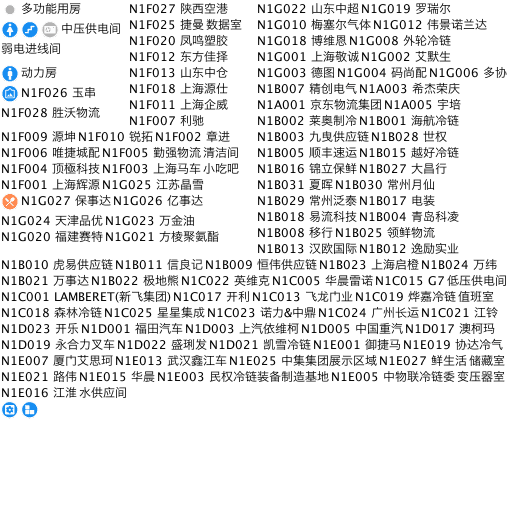 多功能用房
中压供电间
弱电进线间
动力房
N1F026 玉串
N1F028 胜沃物流
N1F027 陕西空港
N1F025 捷曼 数据室
N1F020 凤鸣塑胶
N1F012 东方佳择
N1F013 山东中仓
N1F018 上海源仕
N1F011 上海企威
N1F007 利驰
N1G022 山东中超 N1G019 罗瑞尔
N1G010 梅塞尔气体 N1G012 伟景诺兰达
N1G018 博维恩 N1G008 外轮冷链
N1G001 上海敬诚 N1G002 艾默生
N1G003 德图 N1G004 码尚配 N1G006 多协
N1B007 精创电气 N1A003 希杰荣庆
N1A001 京东物流集团 N1A005 宇培
N1B002 莱奥制冷 N1B001 海航冷链
N1F009 源坤 N1F010 锐拓 N1F002 章进
N1B003 九曳供应链 N1B028 世权
N1F006 唯捷城配 N1F005 勤强物流 清洁间
N1B005 顺丰速运 N1B015 越好冷链
N1F004 顶極科技 N1F003 上海马车 小吃吧
N1B016 锦立保鲜 N1B027 大昌行
N1F001 上海辉源 N1G025 江苏晶雪
N1B031 夏晖 N1B030 常州月仙
N1G027 保事达 N1G026 亿事达
N1B029 常州泛泰 N1B017 电装
N1G024 天津品优 N1G023 万金油
N1B018 易流科技 N1B004 青岛科凌
N1G020 福建赛特 N1G021 方棱聚氨酯
N1B008 移行 N1B025 领鲜物流
N1B013 汉欧国际 N1B012 逸励实业
N1B010 虎易供应链 N1B011 信良记 N1B009 恒伟供应链 N1B023 上海启橙 N1B024 万纬
N1B021 万事达 N1B022 极地熊 N1C022 英维克 N1C005 华晨雷诺 N1C015 G7 低压供电间
N1C001 LAMBERET(新飞集团) N1C017 开利 N1C013 飞龙门业 N1C019 烨嘉冷链 值班室
N1C018 森林冷链 N1C025 星星集成 N1C023 诺力&中鼎 N1C024 广州长运 N1C021 江铃
N1D023 开乐 N1D001 福田汽车 N1D003 上汽依维柯 N1D005 中国重汽 N1D017 澳柯玛
N1D019 永合力叉车 N1D022 盛琍发 N1D021 凯雪冷链 N1E001 御捷马 N1E019 协达冷气
N1E007 厦门艾思珂 N1E013 武汉鑫江车 N1E025 中集集团展示区域 N1E027 鲜生活 储藏室
N1E021 路伟 N1E015 华晨 N1E003 民权冷链装备制造基地 N1E005 中物联冷链委 变压器室
N1E016 江淮 水供应间